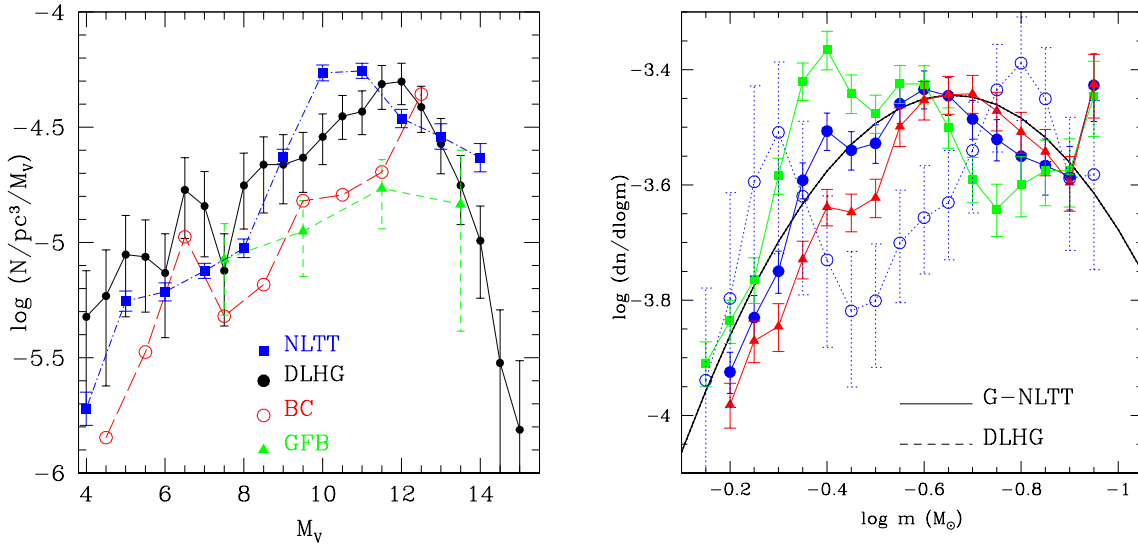 log (N/pc³/M_V)
-4
-4.5
-5
-5.5
-6
NLTT
DLHG
BC
GFB
4 6 8 10 12 14
M_V
log (dn/dlogm)
-3.4
-3.6
-3.8
-4
G-NLTT
DLHG
-0.2 -0.4 -0.6 -0.8 -1
log m (M_⊙)